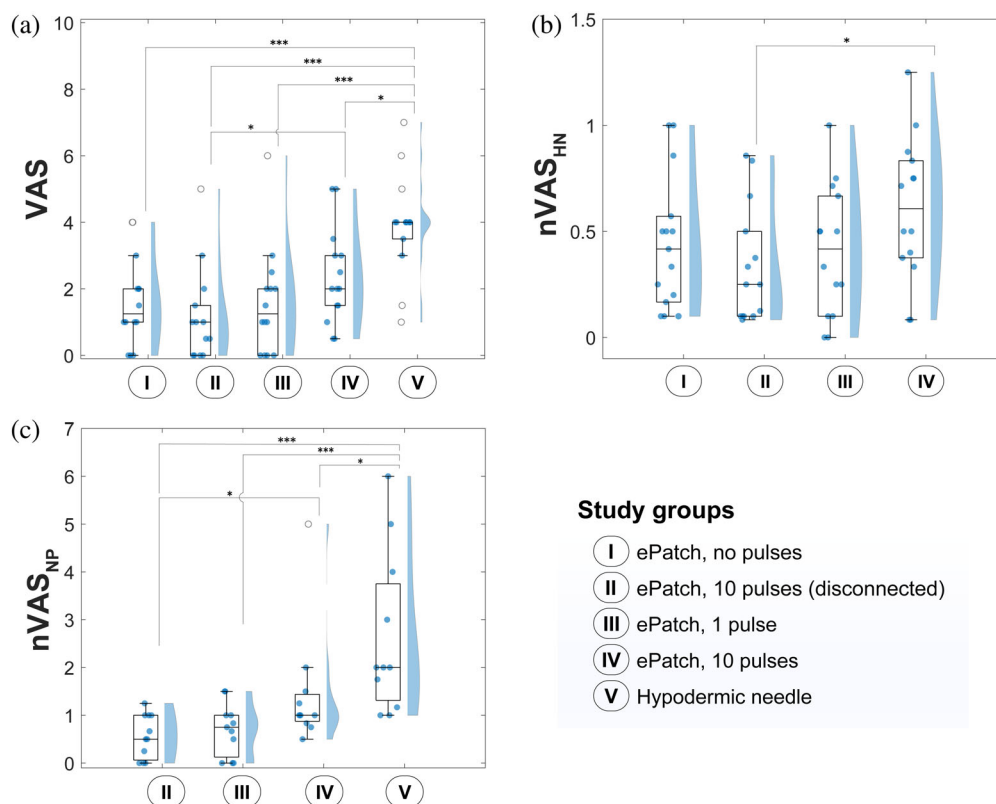 (a)
10
8
6
4
2
0
VAS
***
***
***
*
*
I
II
III
IV
V
(b)
1.5
1
0.5
0
nVAS_HN
*
I
II
III
IV
(c)
7
6
5
4
3
2
1
0
nVAS_NP
***
***
*
*
II
III
IV
V
Study groups
I ePatch, no pulses
II ePatch, 10 pulses (disconnected)
III ePatch, 1 pulse
IV ePatch, 10 pulses
V Hypodermic needle